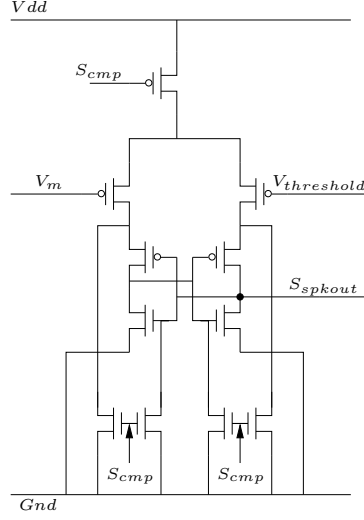 Vdd
S_cmp
V_m
V_threshold
S_spkout
S_cmp
S_cmp
Gnd